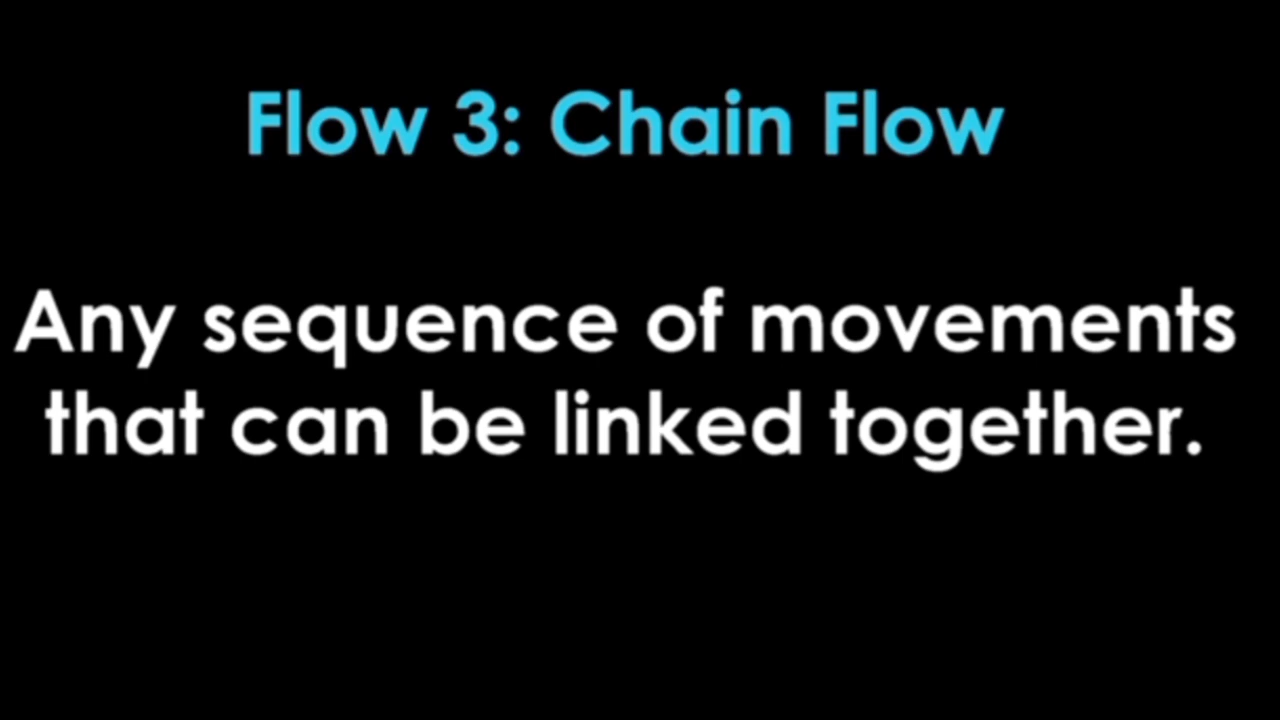 Flow 3: Chain Flow
Any sequence of movements
that can be linked together.